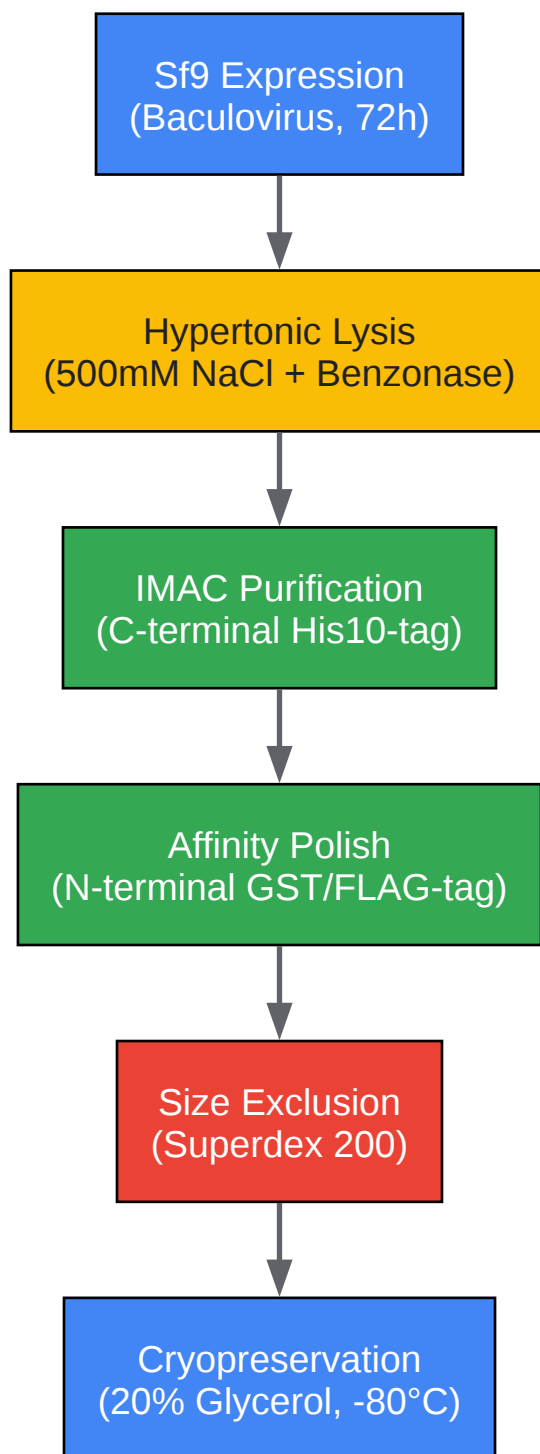 Sf9 Expression
(Baculovirus, 72h)
Hypertonic Lysis
(500mM NaCl + Benzonase)
IMAC Purification
(C-terminal His10-tag)
Affinity Polish
(N-terminal GST/FLAG-tag)
Size Exclusion
(Superdex 200)
Cryopreservation
(20% Glycerol, -80°C)